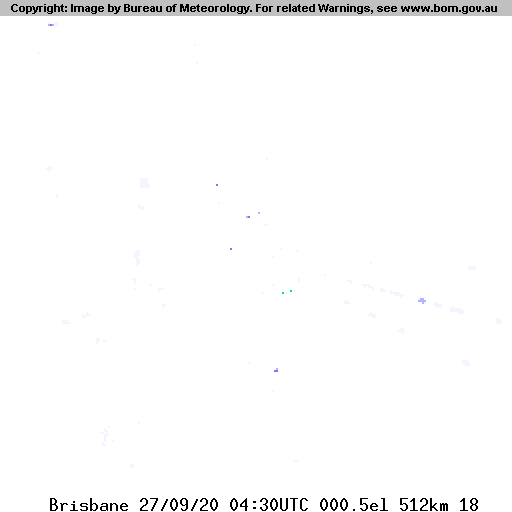 Copyright: Image by Bureau of Meteorology. For related Warnings, see www.bom.gov.au
Brisbane 27/09/20 04:30UTC 000.5el 512km 18